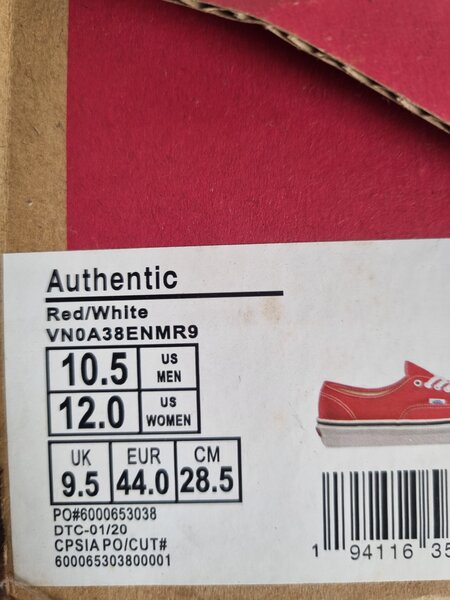 Authentic
Red/White
VN0A38ENMR9
10.5 US MEN
12.0 US WOMEN
UK EUR CM
9.5 44.0 28.5
PO#6000653038
DTC-01/20
CPSIA PO/CUT#
600065303800001
1 94116 35